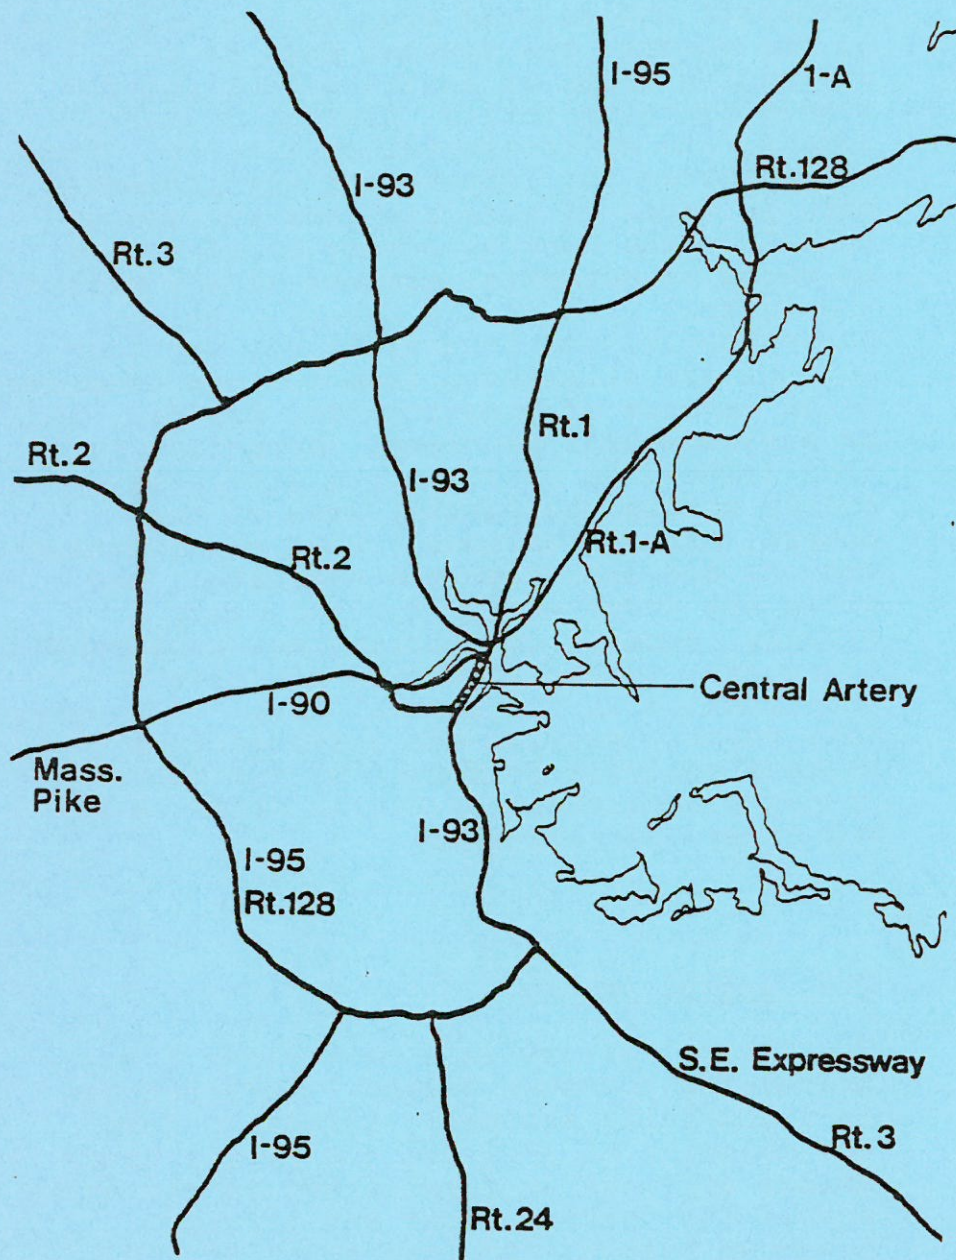 I-95
1-A
Rt.128
I-93
Rt.3
Rt.1
Rt.2
I-93
Rt.1-A
Rt.2
Central Artery
I-90
Mass.
Pike
I-93
I-95
Rt.128
S.E. Expressway
Rt.3
I-95
Rt.24